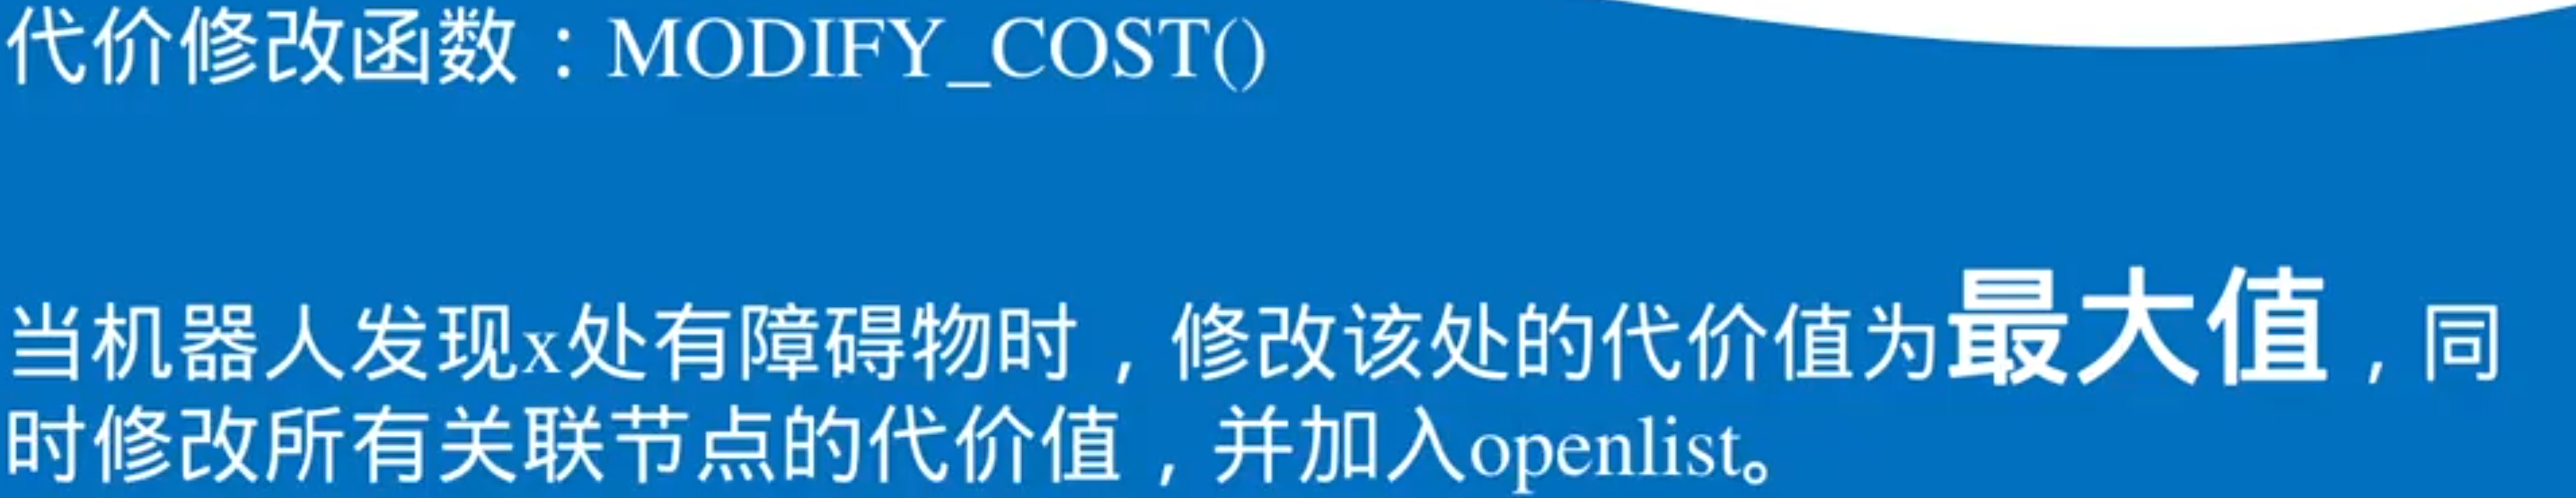 代价修改函数：MODIFY_COST()
当机器人发现x处有障碍物时，修改该处的代价值为最大值，同
时修改所有关联节点的代价值，并加入openlist。